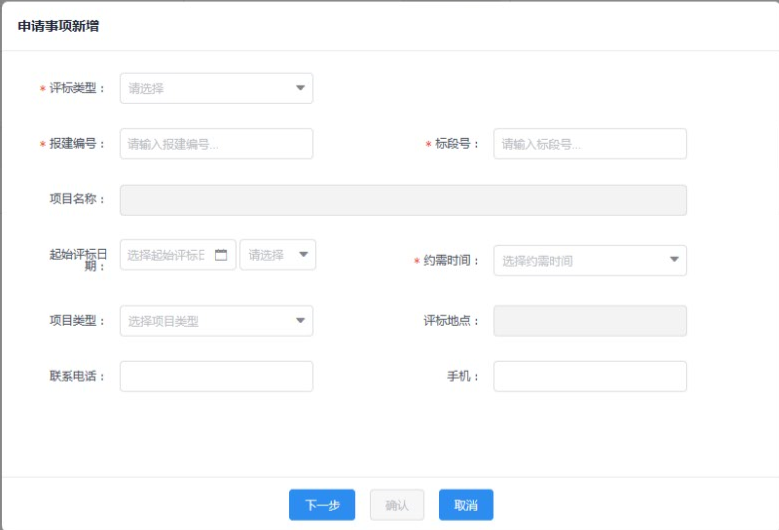 申请事项新增
* 评标类型： 请选择
* 报建编号： 请输入报建编号... * 标段号： 请输入标段号...
项目名称：
起始评标日期： 选择起始评标日 请选择 * 约需时间： 选择约需时间
项目类型： 选择项目类型 评标地点：
联系电话： 手机：
下一步 确认 取消